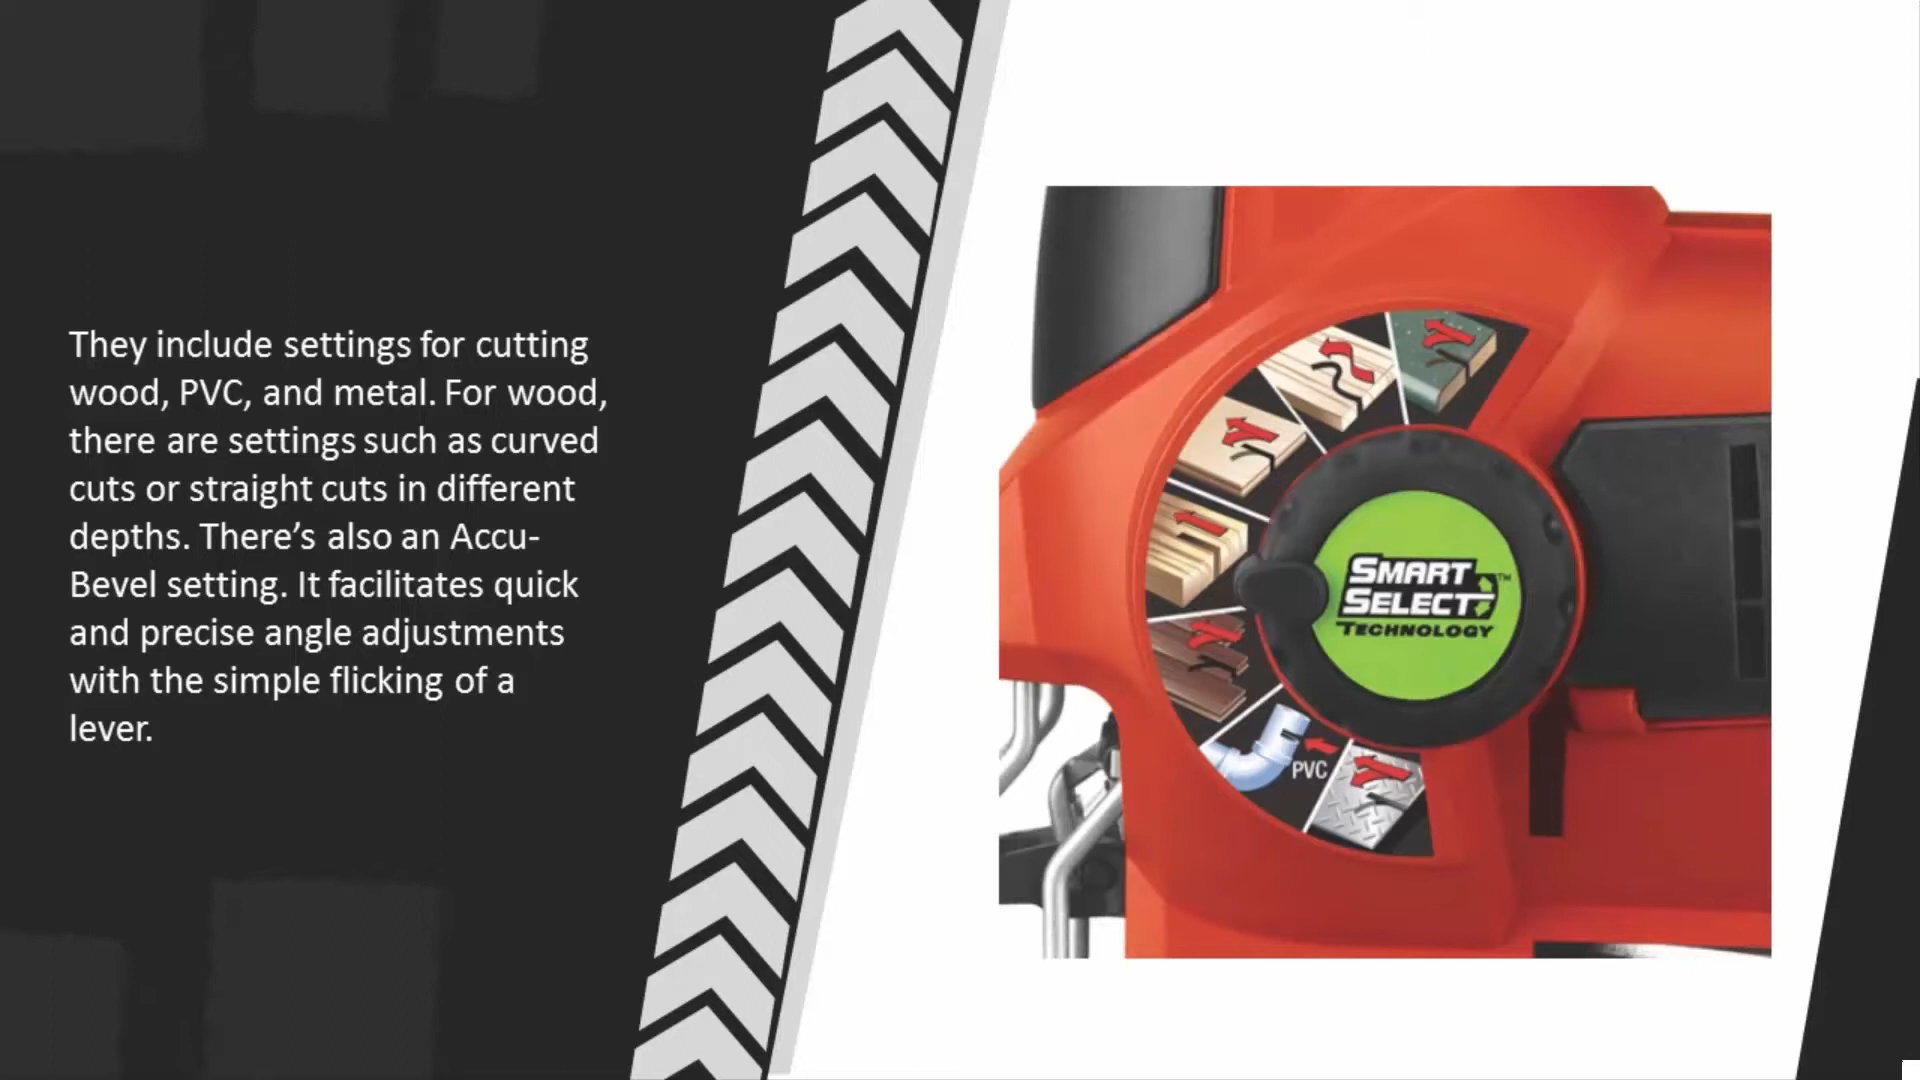 They include settings for cutting
wood, PVC, and metal. For wood,
there are settings such as curved
cuts or straight cuts in different
depths. There’s also an Accu-
Bevel setting. It facilitates quick
and precise angle adjustments
with the simple flicking of a
lever.
SMART
SELECT™
TECHNOLOGY
PVC